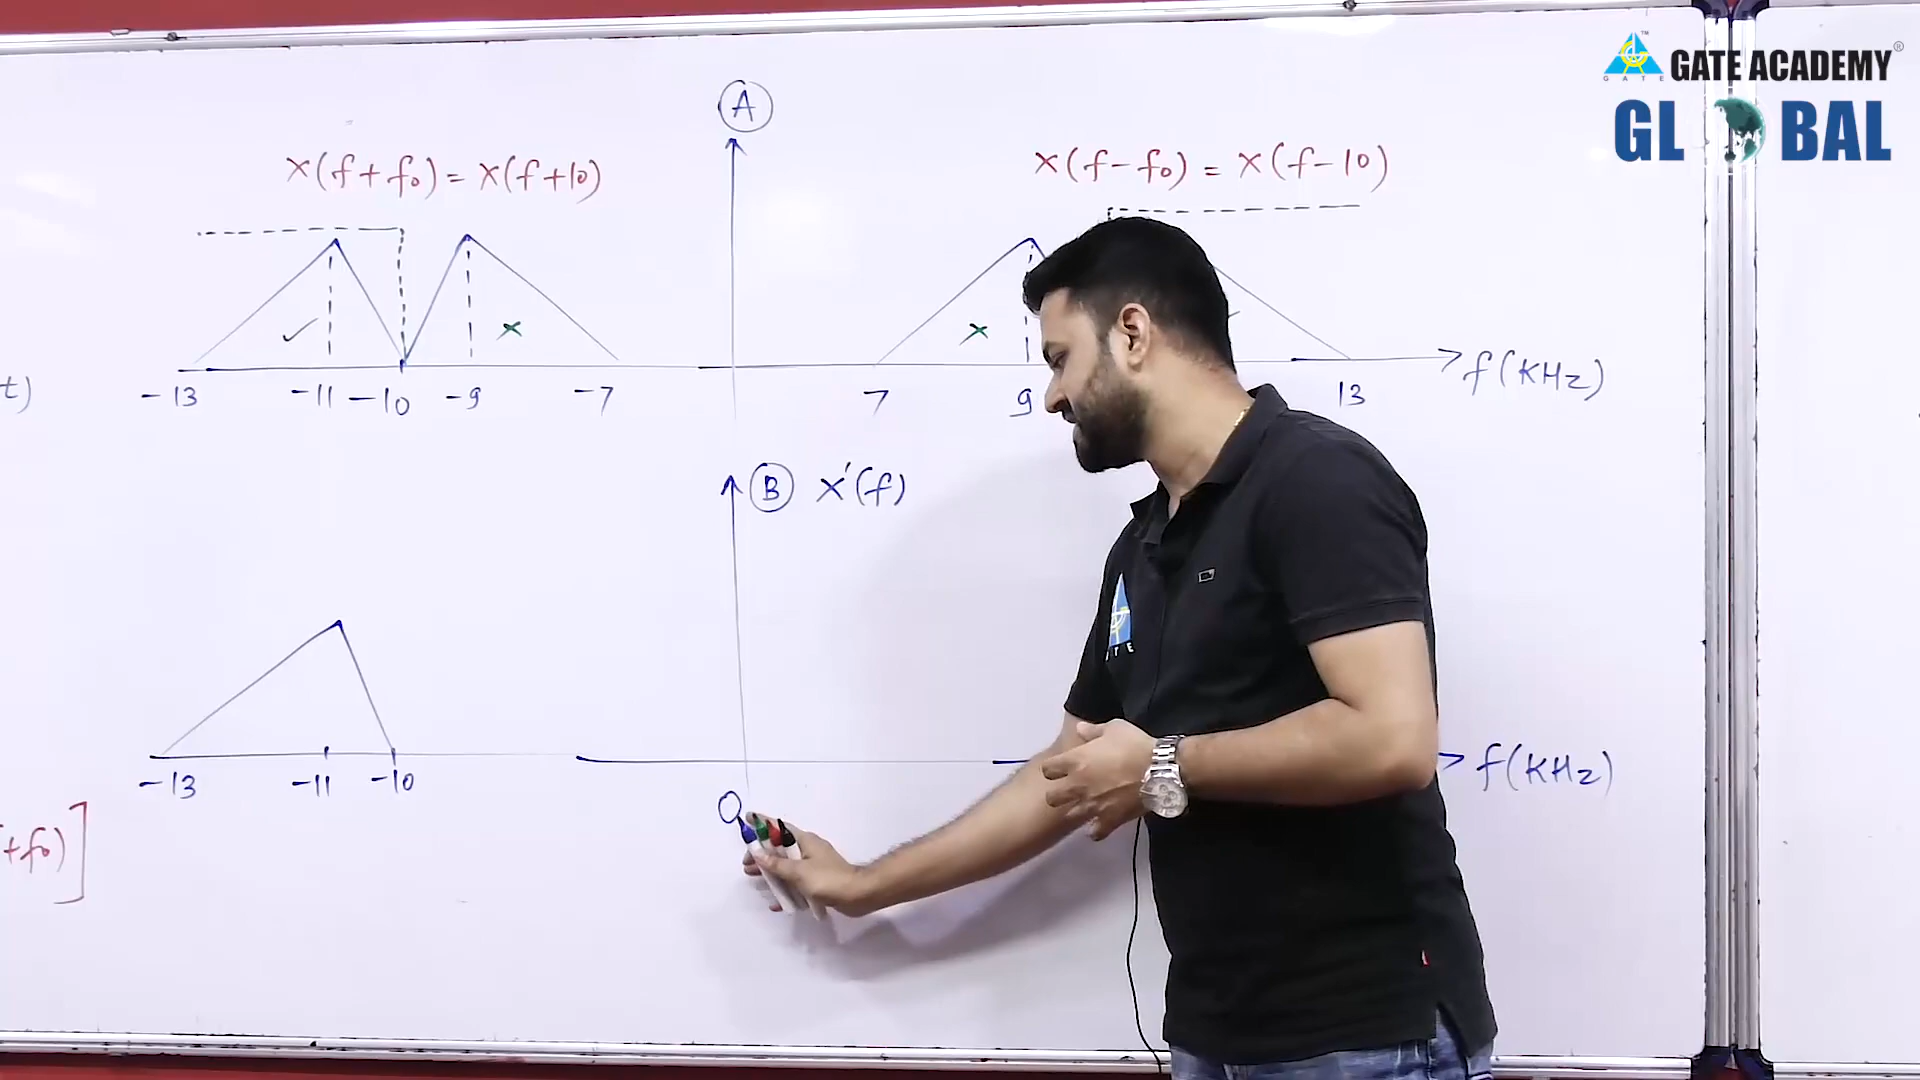 GATE ACADEMY
GLOBAL
GATE
A
X(f+f₀) = X(f+10)
X(f-f₀) = X(f-10)
✓
×
×
-13 -11 -10 -9 -7 7 9 13
f(KHz)
t)
B X'(f)
-13 -11 -10
0
f(KHz)
+f₀)]